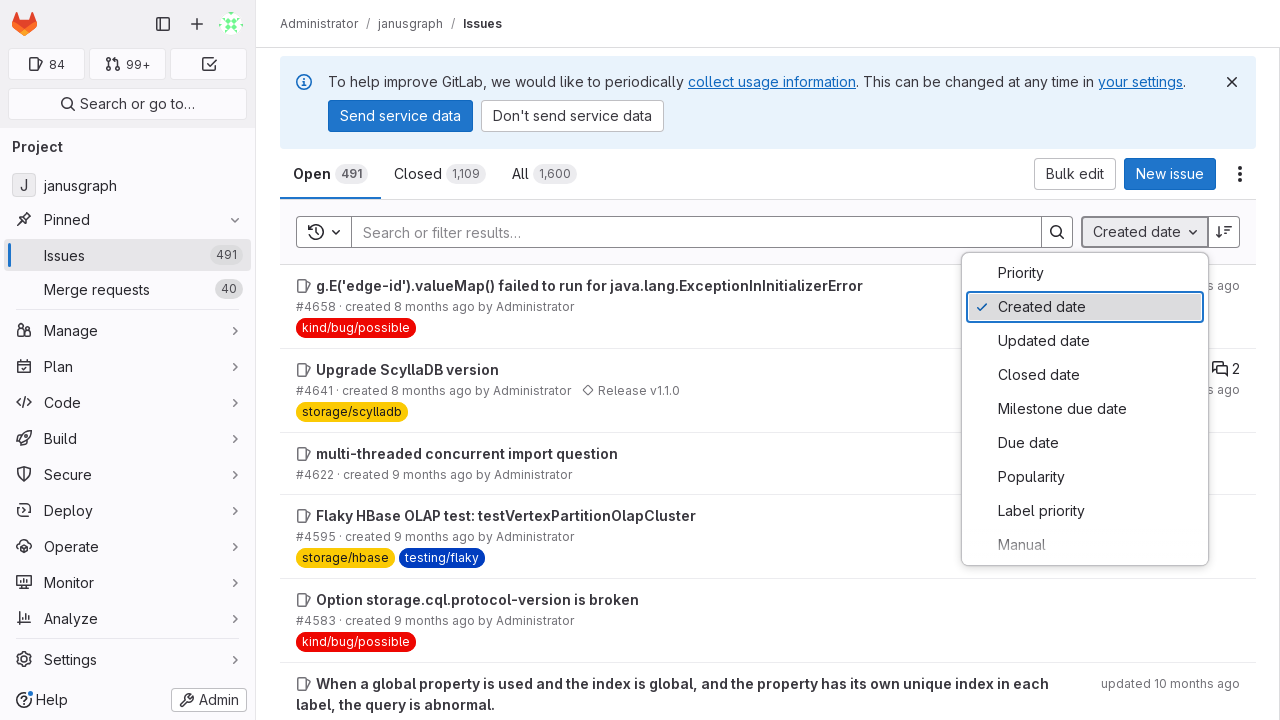 Administrator / janusgraph / Issues
84
99+
Search or go to…
To help improve GitLab, we would like to periodically collect usage information. This can be changed at any time in your settings.
Send service data
Don't send service data
Project
J janusgraph
Pinned
Issues 491
Merge requests 40
Manage
Plan
Code
Build
Secure
Deploy
Operate
Monitor
Analyze
Settings
Help
Admin
Open 491
Closed 1,109
All 1,600
Bulk edit
New issue
Search or filter results…
Created date
Priority
Created date
Updated date
Closed date
Milestone due date
Due date
Popularity
Label priority
Manual
g.E('edge-id').valueMap() failed to run for java.lang.ExceptionInInitializerError
#4658 · created 8 months ago by Administrator
ago
kind/bug/possible
Upgrade ScyllaDB version
2
#4641 · created 8 months ago by Administrator Release v1.1.0
ago
storage/scylladb
multi-threaded concurrent import question
#4622 · created 9 months ago by Administrator
Flaky HBase OLAP test: testVertexPartitionOlapCluster
#4595 · created 9 months ago by Administrator
storage/hbase testing/flaky
Option storage.cql.protocol-version is broken
#4583 · created 9 months ago by Administrator
kind/bug/possible
When a global property is used and the index is global, and the property has its own unique index in each
label, the query is abnormal.
updated 10 months ago